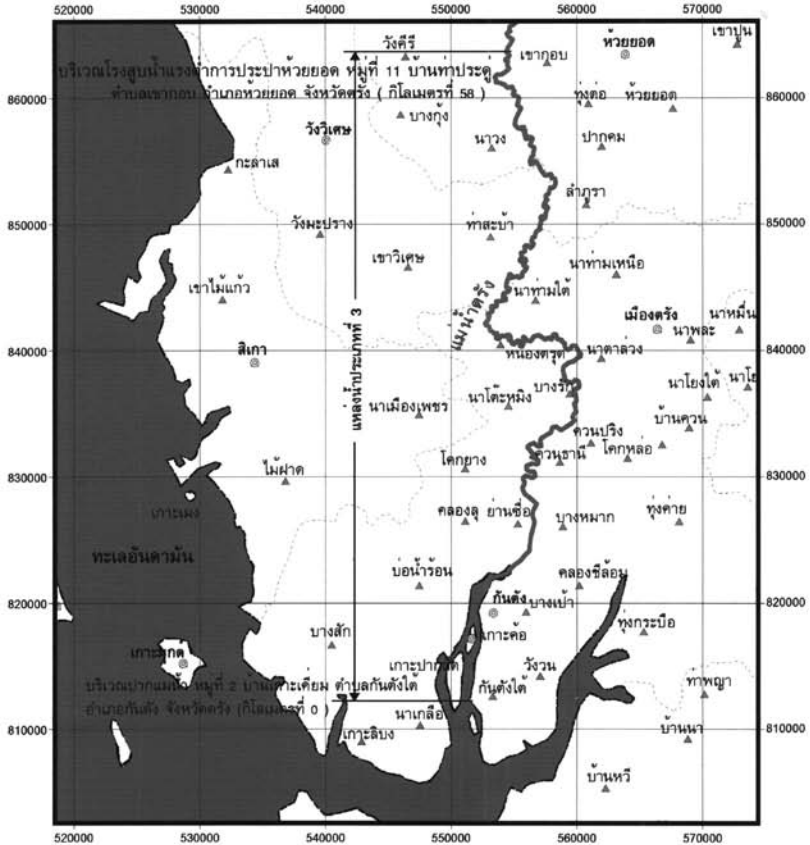 520000 530000 540000 550000 560000 570000
วังคีรี
เขากอบ
ห้วยยอด
เขาปูน
บริเวณโรงสูบน้ำแรงต่ำการประปาห้วยยอด หมู่ที่ 11 บ้านท่าประดู่
ตำบลเขากอบ อำเภอห้วยยอด จังหวัดตรัง ( กิโลเมตรที่ 58 )
860000
ทุ่งต่อ
ห้วยยอด
860000
บางกุ้ง
วังวิเศษ
นาวง
ปากคม
กะลาเส
ลำภูรา
850000
วังมะปราง
ท่าสะบ้า
850000
เขาวิเศษ
นาท่ามเหนือ
เขาไม้แก้ว
นาท่ามใต้
แม่น้ำตรัง
แหล่งน้ำประเภทที่ 3
เมืองตรัง
นาหมื่น
นาพละ
840000
สิเกา
หนองตรุด
นาตาล่วง
840000
นาเมืองเพชร
นาโต๊ะหมิง
บางรัก
นาโยงใต้
นาโย
บ้านควน
ควนปริง
โคกหล่อ
830000
ไม้ฝาด
โคกยาง
ควนธานี
830000
เกาะเมง
คลองลุ
ย่านซื่อ
บางหมาก
ทุ่งค่าย
ทะเลอันดามัน
บ่อน้ำร้อน
คลองชีล้อม
820000
กันตัง
บางเป้า
820000
บางสัก
เกาะค้อ
ทุ่งกระบือ
เกาะมุกด์
วังวน
บริเวณปากแม่น้ำ หมู่ที่ 2 บ้านเกาะเคี่ยม ตำบลกันตังใต้
กันตังใต้
ท่าพญา
อำเภอกันตัง จังหวัดตรัง (กิโลเมตรที่ 0 )
810000
เกาะลิบง
นาเกลือ
บ้านนา
810000
บ้านหวี
520000 530000 540000 550000 560000 570000